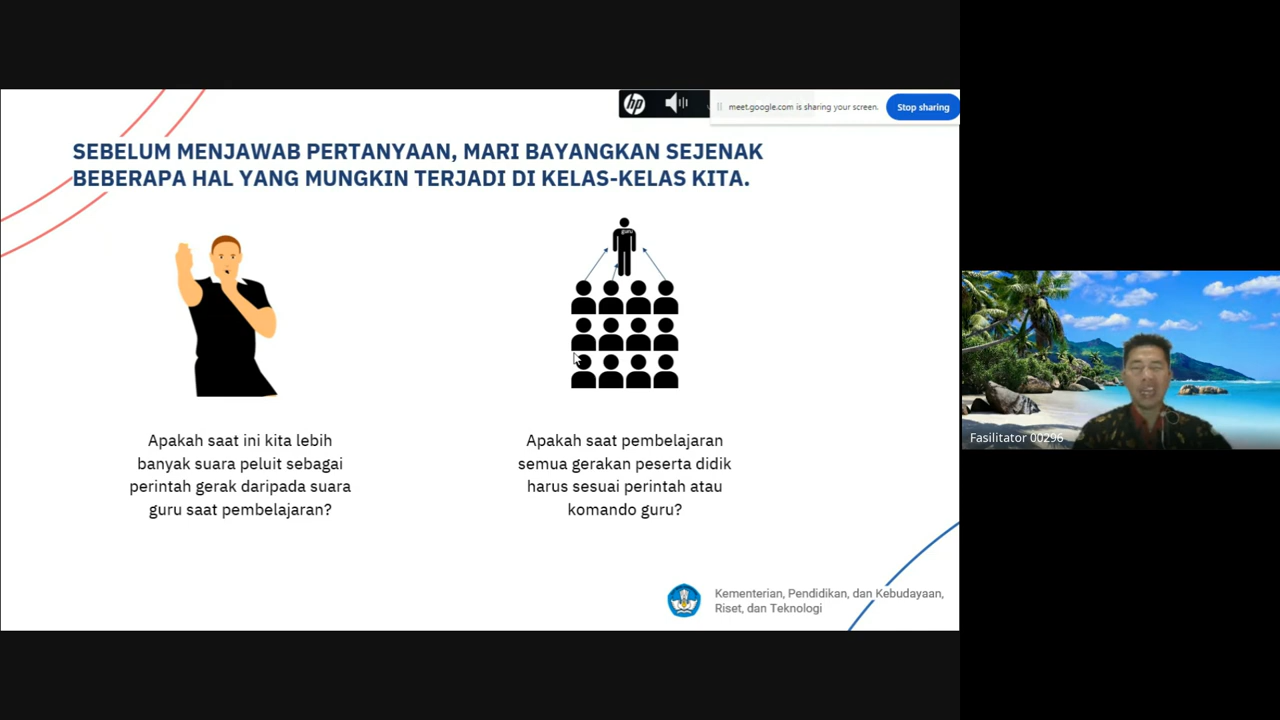 hp
meet.google.com is sharing your screen.
Stop sharing
SEBELUM MENJAWAB PERTANYAAN, MARI BAYANGKAN SEJENAK
BEBERAPA HAL YANG MUNGKIN TERJADI DI KELAS-KELAS KITA.
guru
Apakah saat ini kita lebih
banyak suara peluit sebagai
perintah gerak daripada suara
guru saat pembelajaran?
Apakah saat pembelajaran
semua gerakan peserta didik
harus sesuai perintah atau
komando guru?
Fasilitator 00296
Kementerian, Pendidikan, dan Kebudayaan,
Riset, dan Teknologi